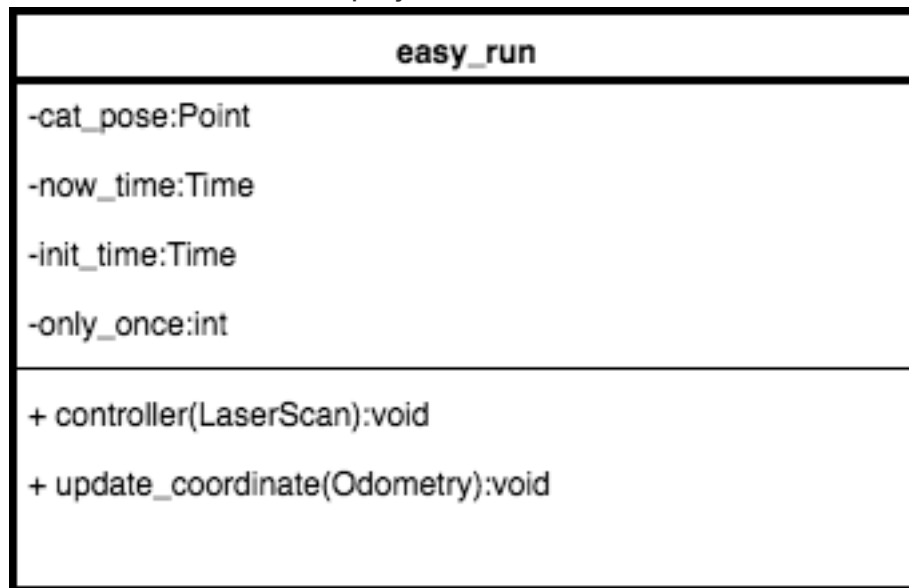 easy_run
-cat_pose:Point
-now_time:Time
-init_time:Time
-only_once:int
+ controller(LaserScan):void
+ update_coordinate(Odometry):void